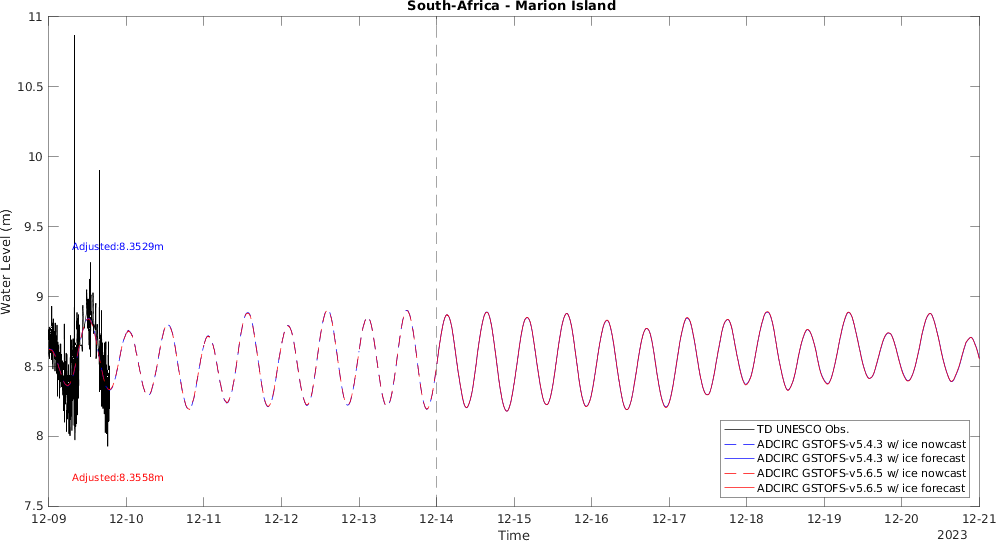 South-Africa - Marion Island
11
10.5
10
9.5
9
8.5
8
7.5
Water Level (m)
Adjusted:8.3529m
Adjusted:8.3558m
TD UNESCO Obs.
ADCIRC GSTOFS-v5.4.3 w/ ice nowcast
ADCIRC GSTOFS-v5.4.3 w/ ice forecast
ADCIRC GSTOFS-v5.6.5 w/ ice nowcast
ADCIRC GSTOFS-v5.6.5 w/ ice forecast
12-09 12-10 12-11 12-12 12-13 12-14 12-15 12-16 12-17 12-18 12-19 12-20 12-21
Time
2023